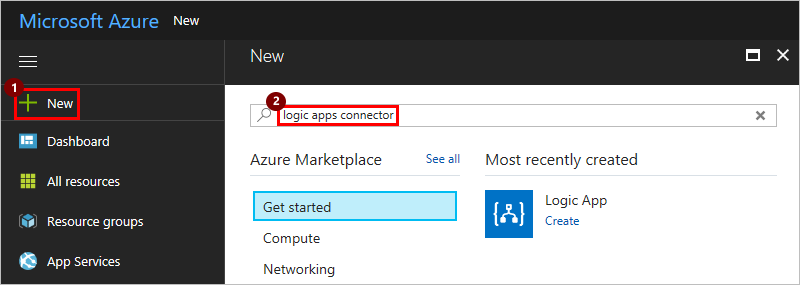 Microsoft Azure New
New
1
New
2
logic apps connector
Dashboard
All resources
Resource groups
App Services
Azure Marketplace See all
Get started
Compute
Networking
Most recently created
Logic App
Create